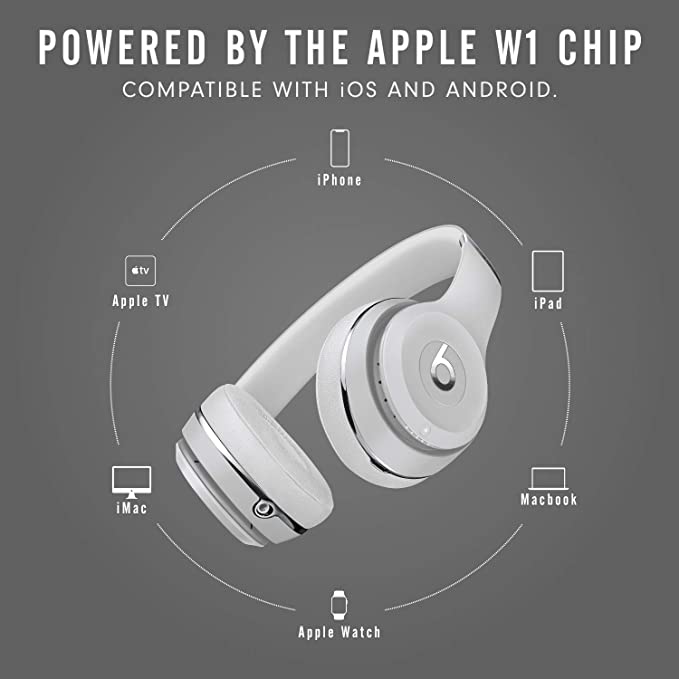 POWERED BY THE APPLE W1 CHIP
COMPATIBLE WITH iOS AND ANDROID.
iPhone
tv
Apple TV
iPad
iMac
Macbook
Apple Watch